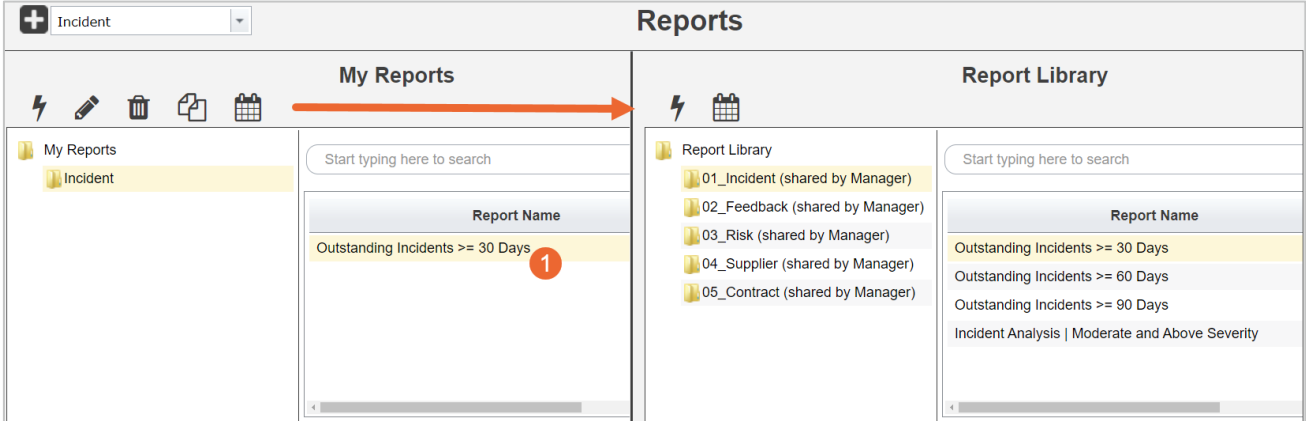 Incident
Reports
My Reports
Report Library
My Reports
Incident
Start typing here to search
Report Name
Outstanding Incidents >= 30 Days
1
Report Library
01_Incident (shared by Manager)
02_Feedback (shared by Manager)
03_Risk (shared by Manager)
04_Supplier (shared by Manager)
05_Contract (shared by Manager)
Start typing here to search
Report Name
Outstanding Incidents >= 30 Days
Outstanding Incidents >= 60 Days
Outstanding Incidents >= 90 Days
Incident Analysis | Moderate and Above Severity